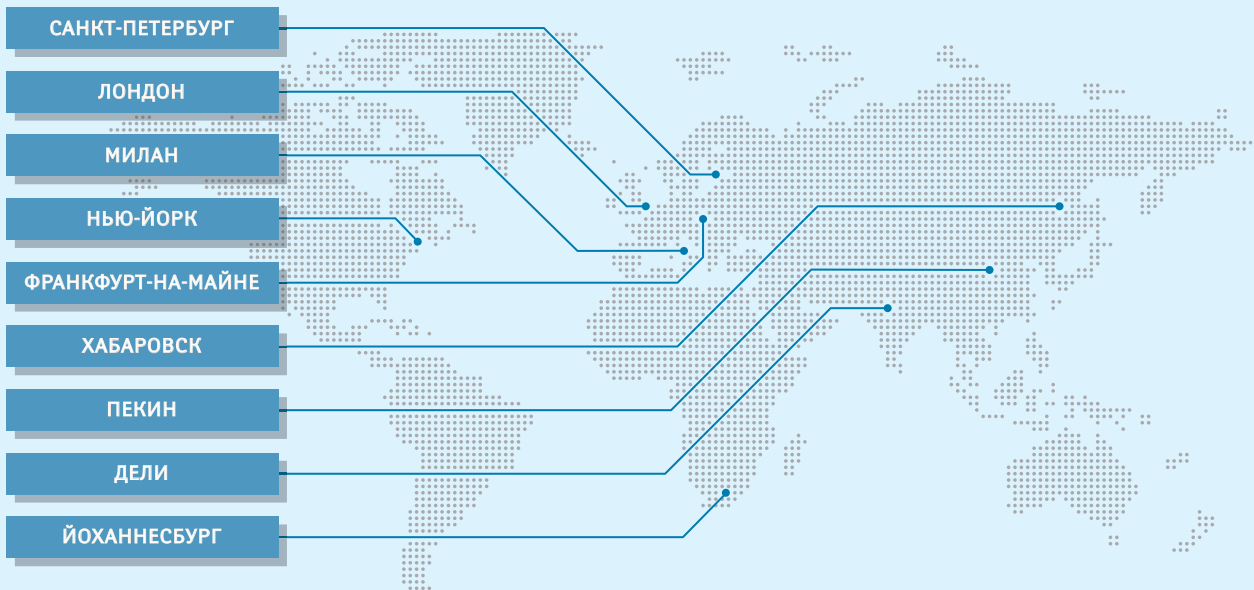 САНКТ-ПЕТЕРБУРГ
ЛОНДОН
МИЛАН
НЬЮ-ЙОРК
ФРАНКФУРТ-НА-МАЙНЕ
ХАБАРОВСК
ПЕКИН
ДЕЛИ
ЙОХАННЕСБУРГ